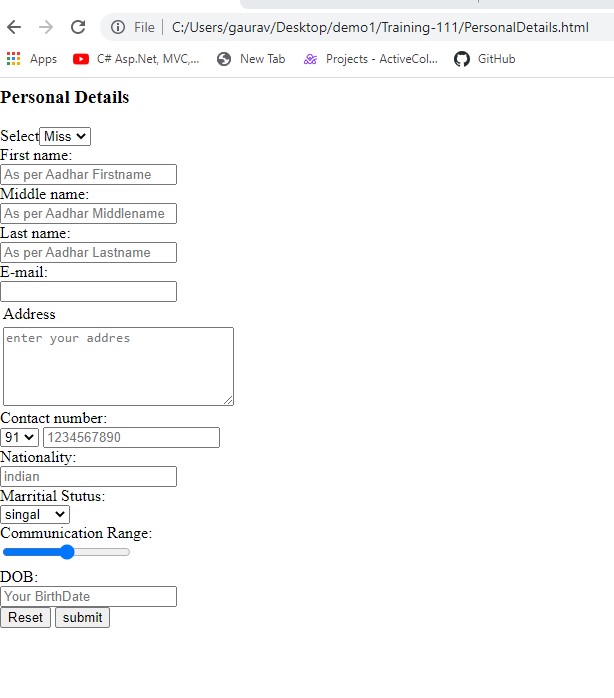 File | C:/Users/gaurav/Desktop/demo1/Training-111/PersonalDetails.html
Apps C# Asp.Net, MVC,... New Tab Projects - ActiveCol... GitHub
Personal Details
Select Miss
First name:
As per Aadhar Firstname
Middle name:
As per Aadhar Middlename
Last name:
As per Aadhar Lastname
E-mail:
Address
enter your addres
Contact number:
91 1234567890
Nationality:
indian
Marritial Stutus:
singal
Communication Range:
DOB:
Your BirthDate
Reset submit